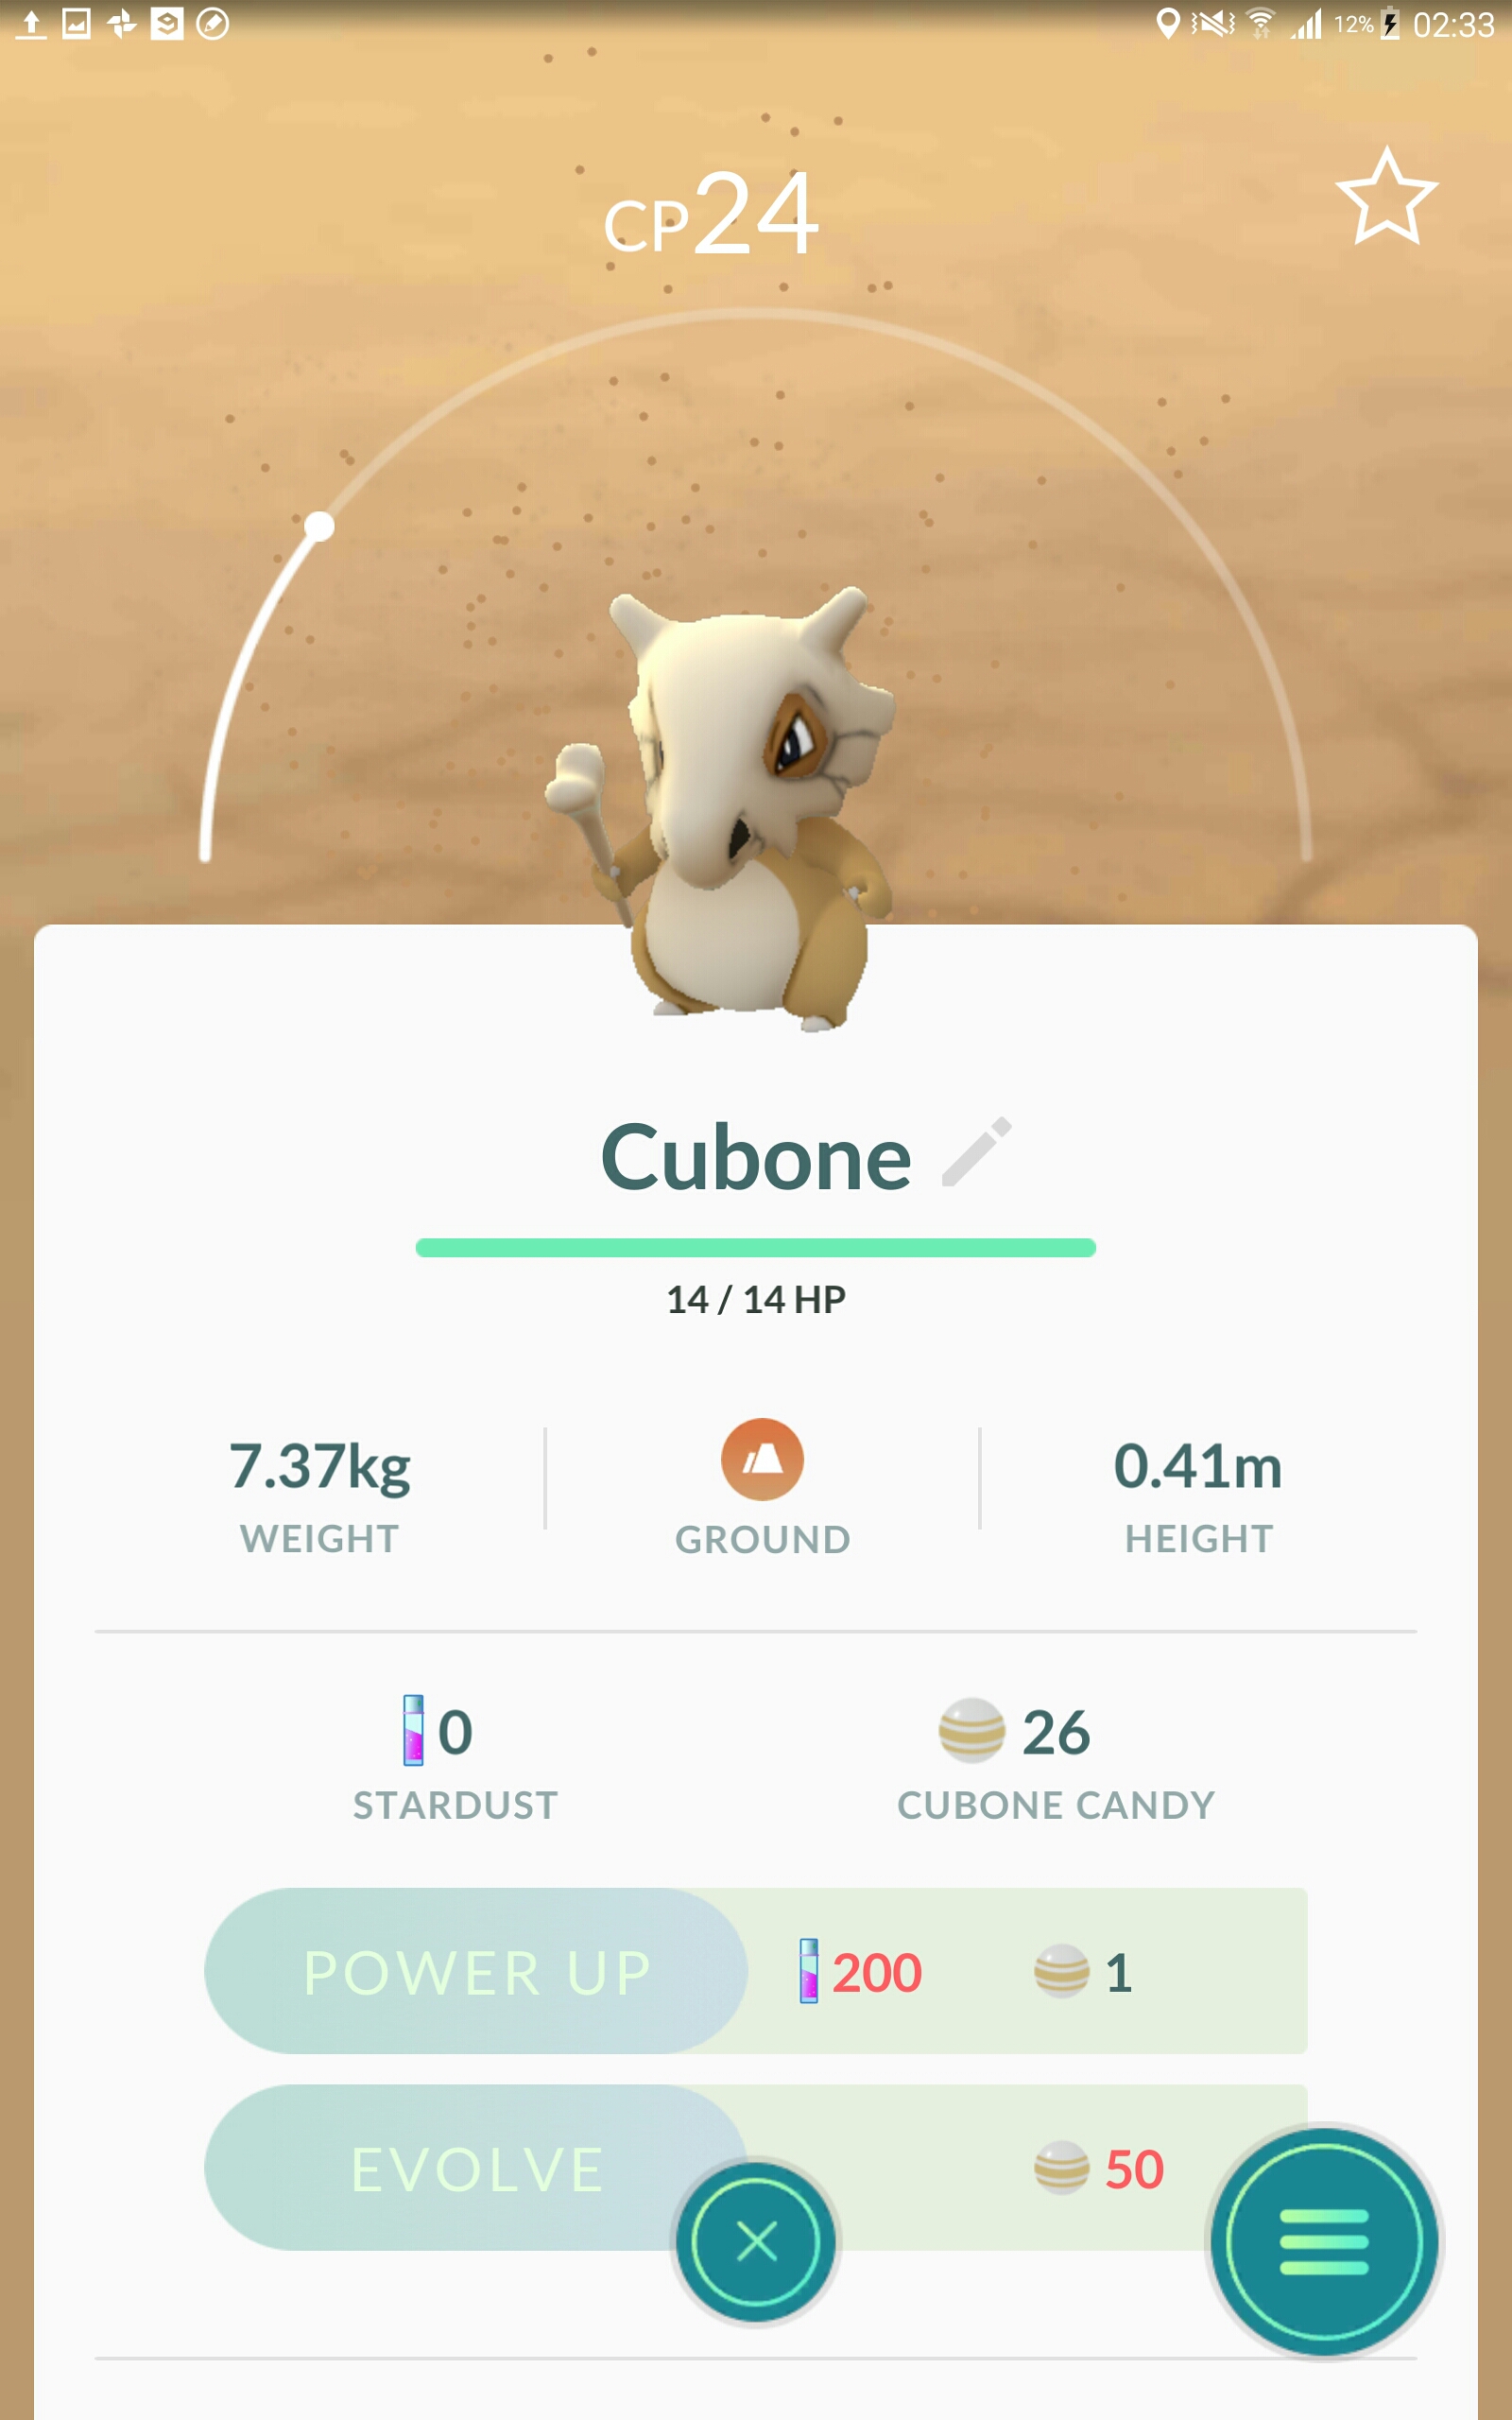 12% 02:33
CP24
Cubone
14 / 14 HP
7.37kg
WEIGHT
GROUND
0.41m
HEIGHT
0
STARDUST
26
CUBONE CANDY
POWER UP 200 1
EVOLVE 50